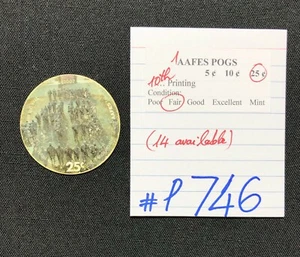 1 AAFES POGS
5¢ 10¢ 25¢
10th Printing
Condition:
Poor Fair Good Excellent Mint
(14 available)
#P746
25¢